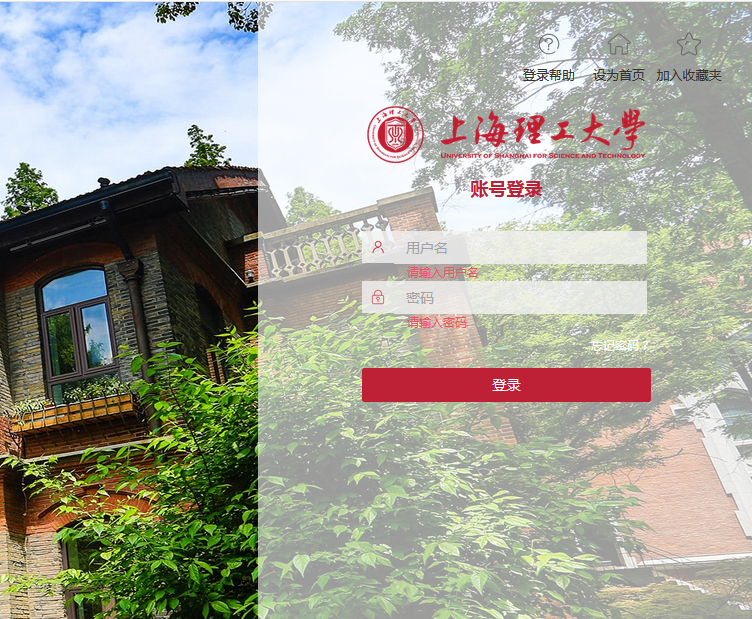 登录帮助 设为首页 加入收藏夹
上海理工大学
UNIVERSITY OF SHANGHAI FOR SCIENCE AND TECHNOLOGY
账号登录
用户名
请输入用户名
密码
请输入密码
忘记密码？
登录